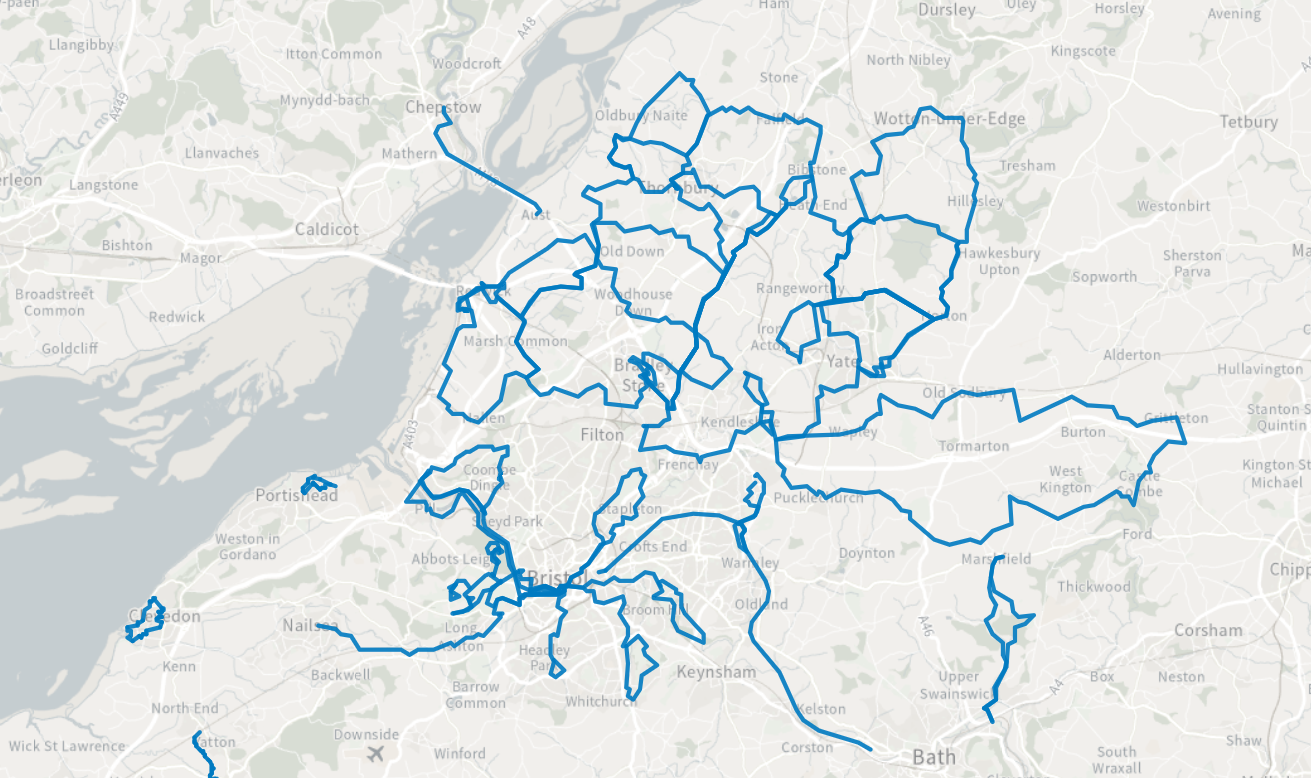 Ham
Dursley
Uley
Horsley
Avening
Llangibby
A48
Itton Common
Woodcroft
Kingscote
North Nibley
Stone
A449
Mynydd-bach
Chepstow
Oldbury Naite
Wotton-under-Edge
Tetbury
Llanvaches
Mathern
Tresham
erleon
Langstone
Thornbury
Heath End
Hillesley
Westonbirt
Caldicot
Aust
Bishton
Magor
Old Down
Hawkesbury
Upton
Sherston
Parva
Sopworth
Broadstreet
Common
Redwick
Woodhouse
Down
Rangeworthy
Goldcliff
Marsh Common
Iron
Acton
Yate
Alderton
Bradley
Stoke
Hullavington
Old Sodbury
A403
Filton
Kendleshire
Wapley
Grittleton
Burton
Stanton S
Quintin
Tormarton
Frenchay
Coombe
Dingle
West
Kington
Castle
Combe
Kington St
Michael
Portishead
Pucklechurch
Stapleton
Sneyd Park
Weston in
Gordano
Ford
Crofts End
Abbots Leigh
Warmley
Doynton
Marshfield
Bristol
Thickwood
Chipp
Clevedon
Broom Hill
Oldland
Nailsea
Long
Ashton
A46
Corsham
Headley
Park
Kenn
Backwell
Keynsham
Upper
Swainswick
A4
Box
Neston
Barrow
Common
Whitchurch
North End
Kelston
Wick St Lawrence
Yatton
Downside
Winford
Corston
Bath
South
Wraxall
Shaw